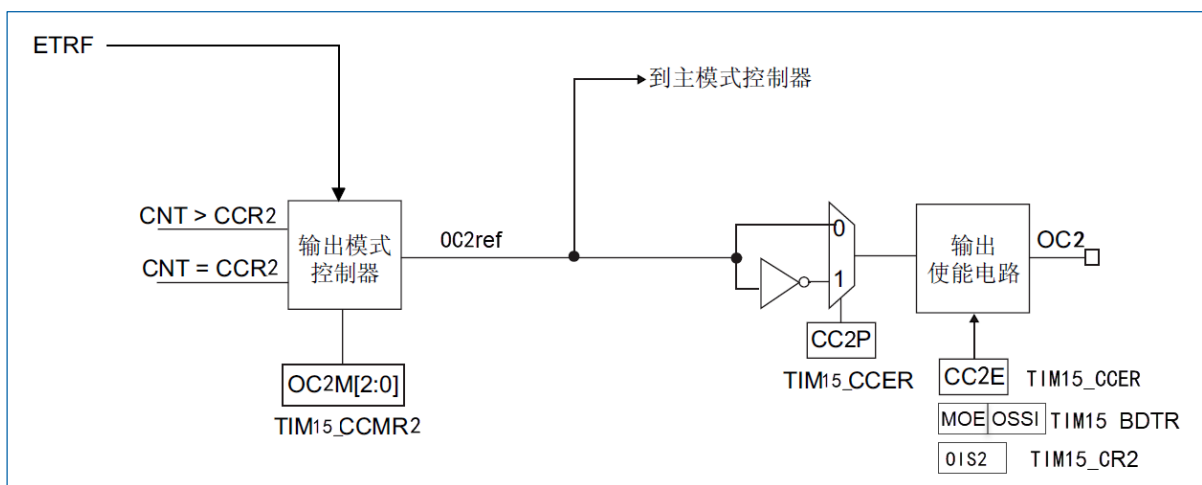 ETRF
到主模式控制器
CNT > CCR2
CNT = CCR2
输出模式
控制器
OC2ref
0
1
输出
使能电路
OC2
OC2M[2:0]
TIM15_CCMR2
CC2P
TIM15_CCER
CC2E TIM15_CCER
MOE OSSI TIM15 BDTR
OIS2 TIM15_CR2